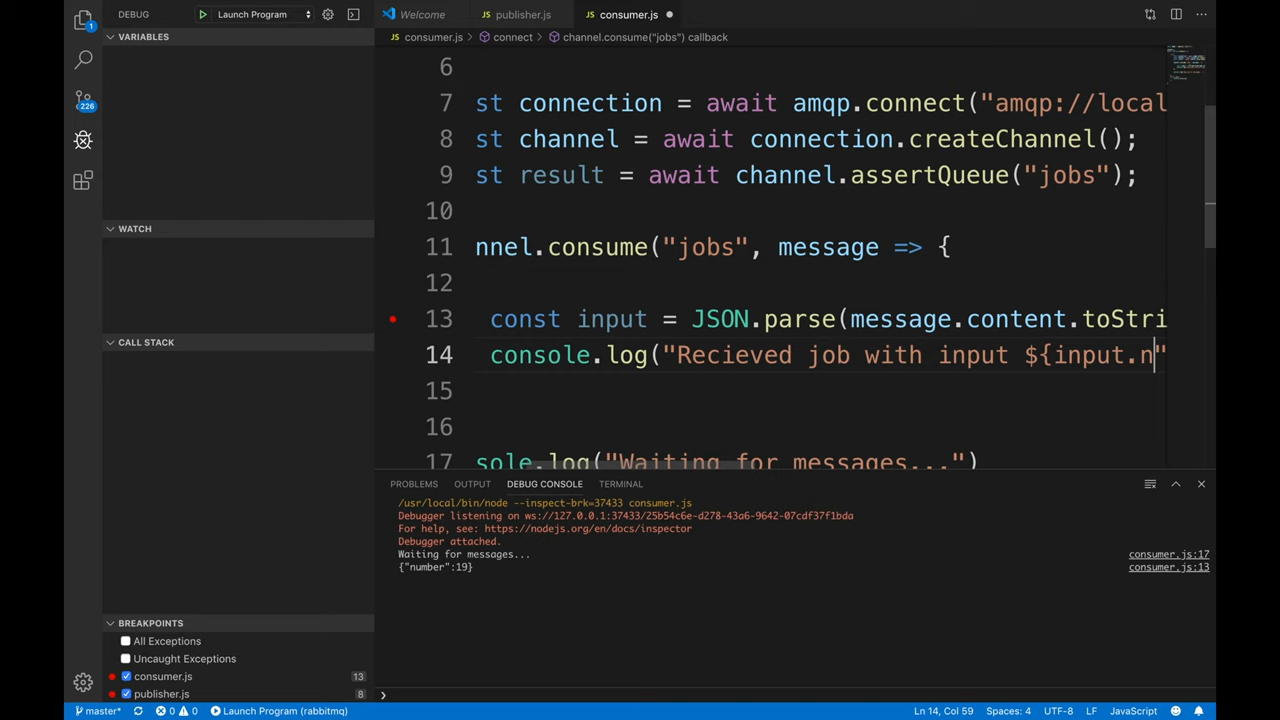 DEBUG Launch Program Welcome JS publisher.js JS consumer.js
VARIABLES
JS consumer.js > connect > channel.consume("jobs") callback
6
7 st connection = await amqp.connect("amqp://local
8 st channel = await connection.createChannel();
9 st result = await channel.assertQueue("jobs");
10
11 nnel.consume("jobs", message => {
12
13 const input = JSON.parse(message.content.toStri
14 console.log("Recieved job with input ${input.n"
15
16
17 sole.log("Waiting for messages...")
1
226
WATCH
CALL STACK
PROBLEMS OUTPUT DEBUG CONSOLE TERMINAL
/usr/local/bin/node --inspect-brk=37433 consumer.js
Debugger listening on ws://127.0.0.1:37433/25b54c6e-d278-43a6-9642-07cdf37f1bda
For help, see: https://nodejs.org/en/docs/inspector
Debugger attached.
Waiting for messages... consumer.js:17
{"number":19} consumer.js:13
BREAKPOINTS
All Exceptions
Uncaught Exceptions
consumer.js 13
publisher.js 8
master* 0 0 Launch Program (rabbitmq) Ln 14, Col 59 Spaces: 4 UTF-8 LF JavaScript